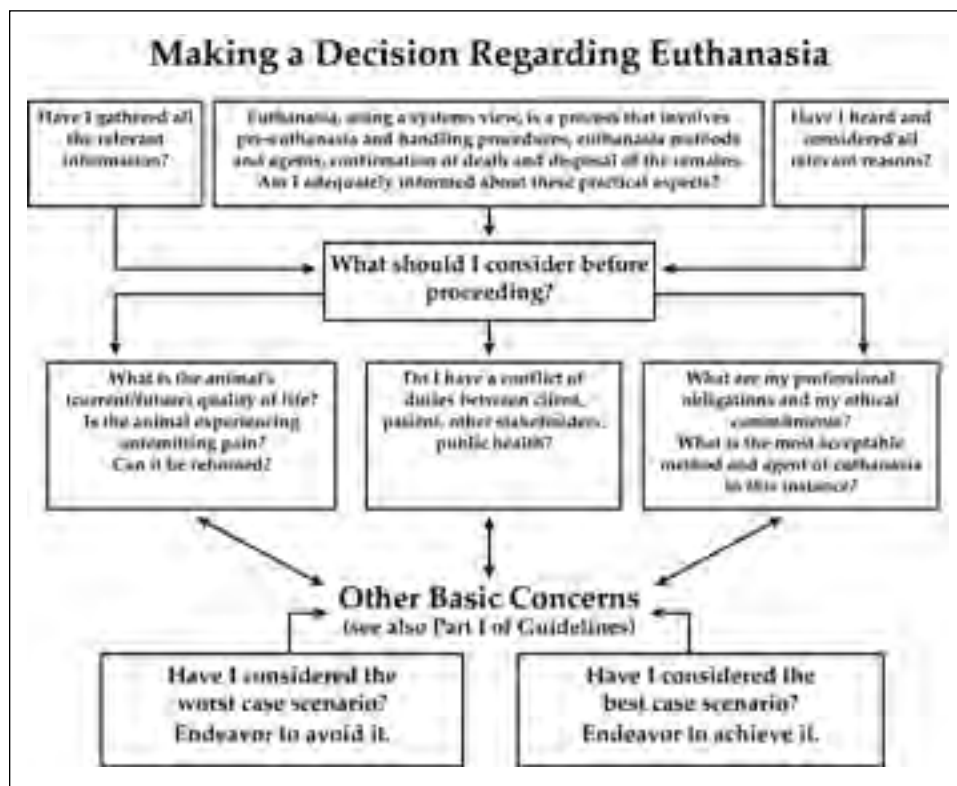 Making a Decision Regarding Euthanasia
Have I gathered all
the relevant
information?
Euthanasia, using a systems view, is a process that involves
pre-euthanasia and handling procedures, euthanasia methods
and agents, confirmation of death and disposal of the remains.
Am I adequately informed about these practical aspects?
Have I heard and
considered all
relevant reasons?
What should I consider before
proceeding?
What is the animal's
(current/future) quality of life?
Is the animal experiencing
unremitting pain?
Can it be rehomed?
Do I have a conflict of
duties between client,
patient, other stakeholders,
public health?
What are my professional
obligations and my ethical
commitments?
What is the most acceptable
method and agent of euthanasia
in this instance?
Other Basic Concerns
(see also Part I of Guidelines)
Have I considered the
worst case scenario?
Endeavor to avoid it.
Have I considered the
best case scenario?
Endeavor to achieve it.